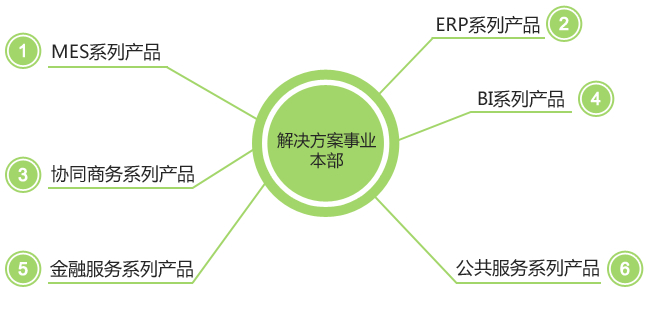 1 MES系列产品
ERP系列产品 2
BI系列产品 4
解决方案事业
本部
3 协同商务系列产品
5 金融服务系列产品
公共服务系列产品 6